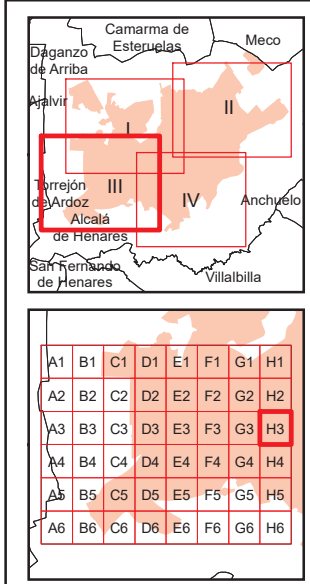 Camarma de
Esteruelas
Meco
Daganzo
de Arriba
Ajalvir
I
II
Torrejón
de Ardoz
III
IV
Anchuelo
Alcalá
de Henares
San Fernando
de Henares
Villalbilla
A1 B1 C1 D1 E1 F1 G1 H1
A2 B2 C2 D2 E2 F2 G2 H2
A3 B3 C3 D3 E3 F3 G3 H3
A4 B4 C4 D4 E4 F4 G4 H4
A5 B5 C5 D5 E5 F5 G5 H5
A6 B6 C6 D6 E6 F6 G6 H6